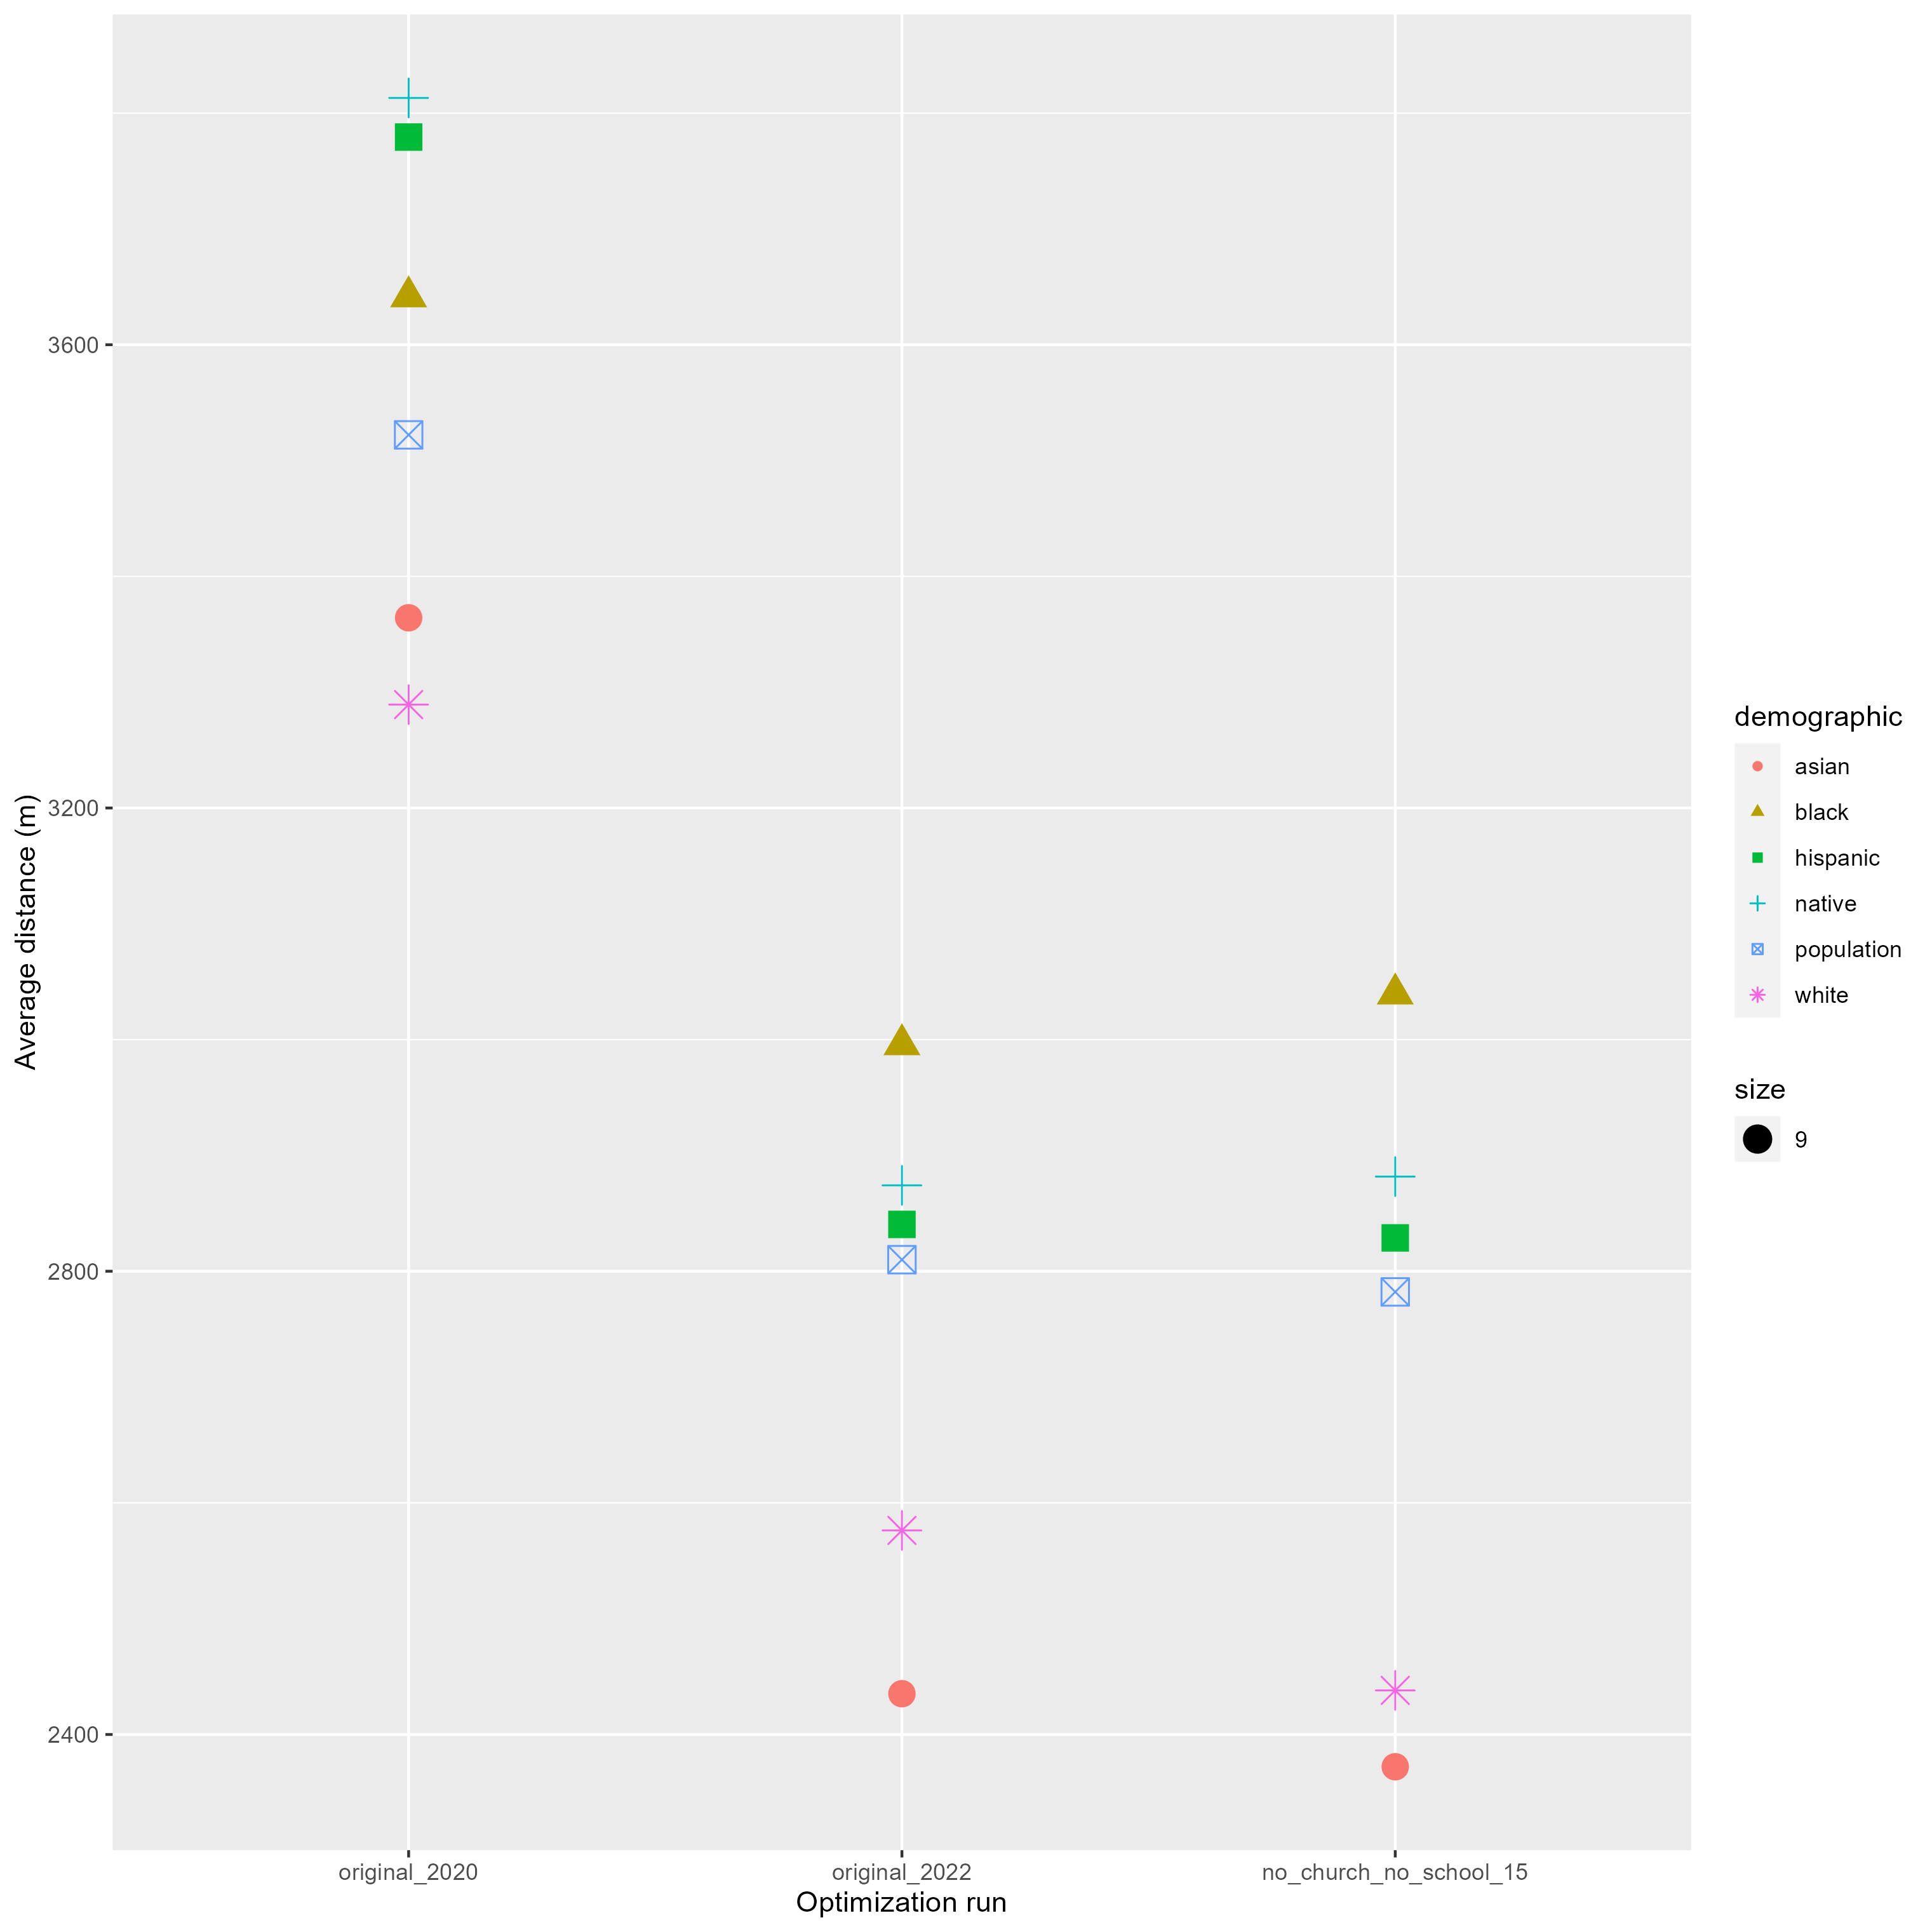 3600
3200
2800
2400
Average distance (m)
original_2020
original_2022
no_church_no_school_15
Optimization run
demographic
asian
black
hispanic
native
population
white
size
9